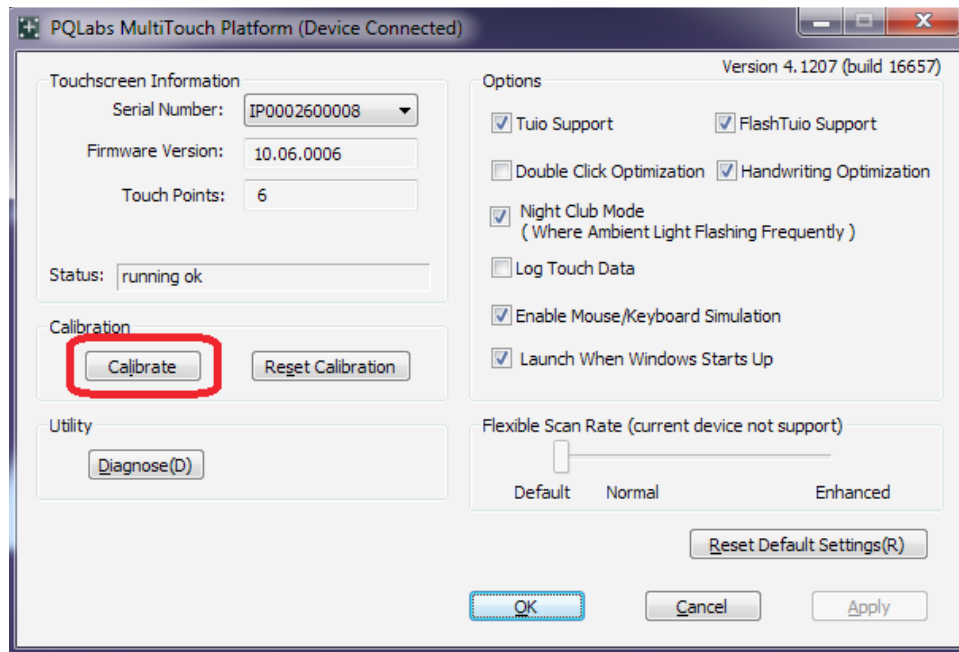 PQLabs MultiTouch Platform (Device Connected)
Version 4.1207 (build 16657)
Touchscreen Information
Serial Number: IP0002600008
Firmware Version: 10.06.0006
Touch Points: 6
Status: running ok
Calibration
Calibrate Reset Calibration
Utility
Diagnose(D)
Options
Tuio Support FlashTuio Support
Double Click Optimization Handwriting Optimization
Night Club Mode
( Where Ambient Light Flashing Frequently )
Log Touch Data
Enable Mouse/Keyboard Simulation
Launch When Windows Starts Up
Flexible Scan Rate (current device not support)
Default Normal Enhanced
Reset Default Settings(R)
OK Cancel Apply